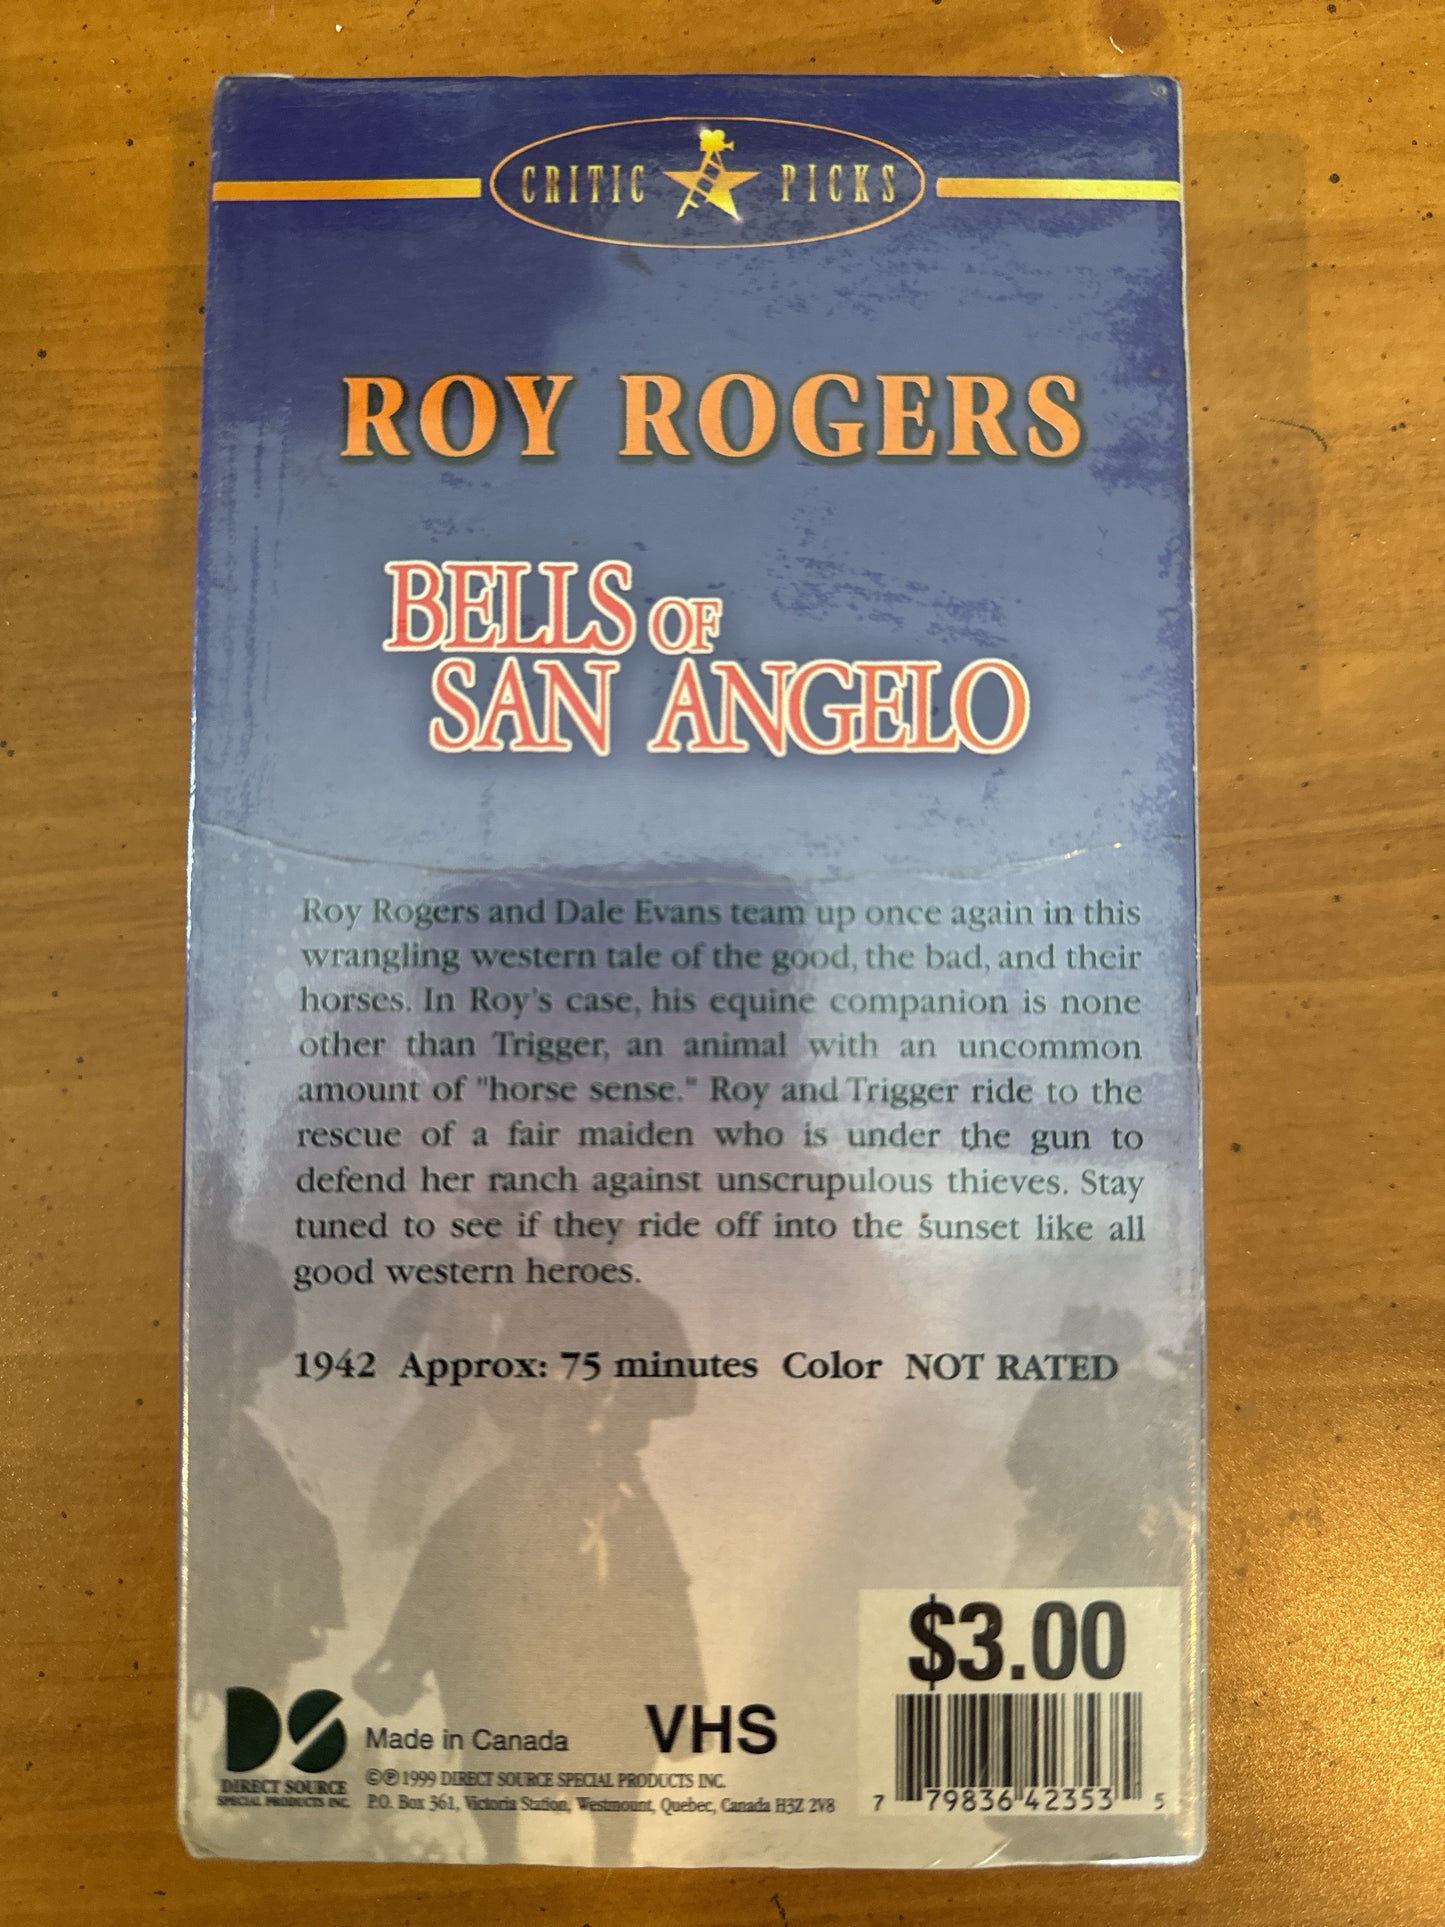 CRITIC PICKS
ROY ROGERS
BELLS OF
SAN ANGELO
Roy Rogers and Dale Evans team up once again in this
wrangling western tale of the good, the bad, and their
horses. In Roy's case, his equine companion is none
other than Trigger, an animal with an uncommon
amount of "horse sense." Roy and Trigger ride to the
rescue of a fair maiden who is under the gun to
defend her ranch against unscrupulous thieves. Stay
tuned to see if they ride off into the sunset like all
good western heroes.
1942 Approx: 75 minutes Color NOT RATED
$3.00
DS
DIRECT SOURCE
SPECIAL PRODUCTS INC.
Made in Canada
VHS
©℗1999 DIRECT SOURCE SPECIAL PRODUCTS INC.
P.O. Box 361, Victoria Station, Westmount, Quebec, Canada H3Z 2V8
7 79836 42353 5